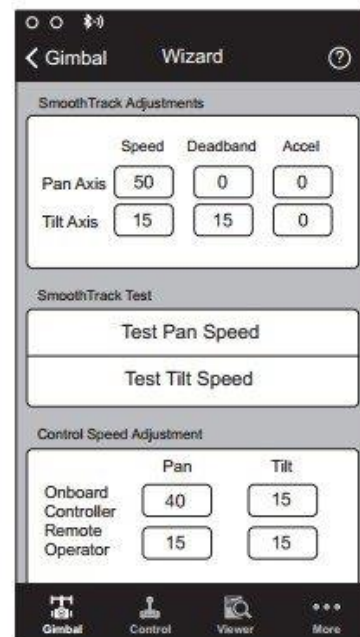 Gimbal Wizard ?
SmoothTrack Adjustments
Speed Deadband Accel
Pan Axis 50 0 0
Tilt Axis 15 15 0
SmoothTrack Test
Test Pan Speed
Test Tilt Speed
Control Speed Adjustment
Pan Tilt
Onboard
Controller 40 15
Remote
Operator 15 15
Gimbal Control Viewer More